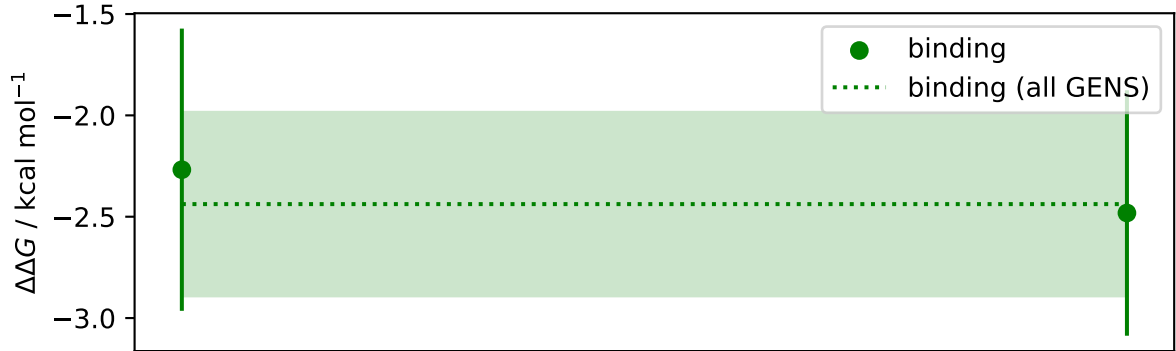 −1.5
−2.0
−2.5
−3.0
ΔΔG / kcal mol⁻¹
binding
binding (all GENS)